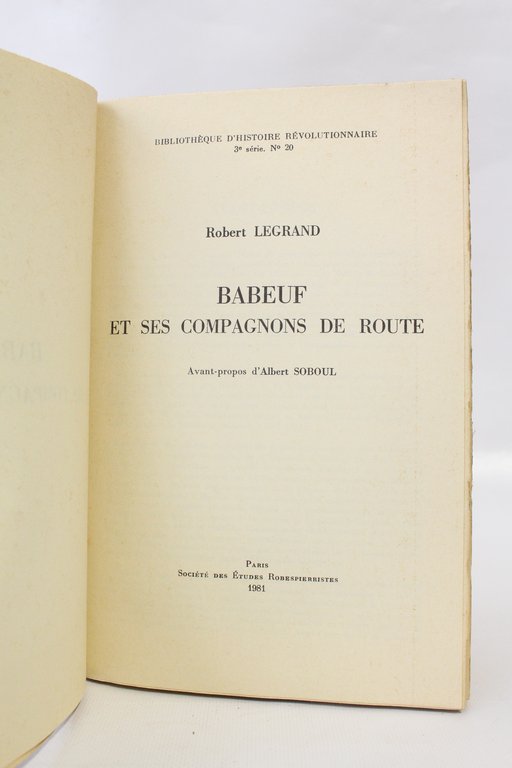 BIBLIOTHÈQUE D'HISTOIRE RÉVOLUTIONNAIRE
3e série. No 20
Robert LEGRAND
BABEUF
ET SES COMPAGNONS DE ROUTE
Avant-propos d'Albert SOBOUL
PARIS
SOCIÉTÉ DES ÉTUDES ROBESPIERRISTES
1981